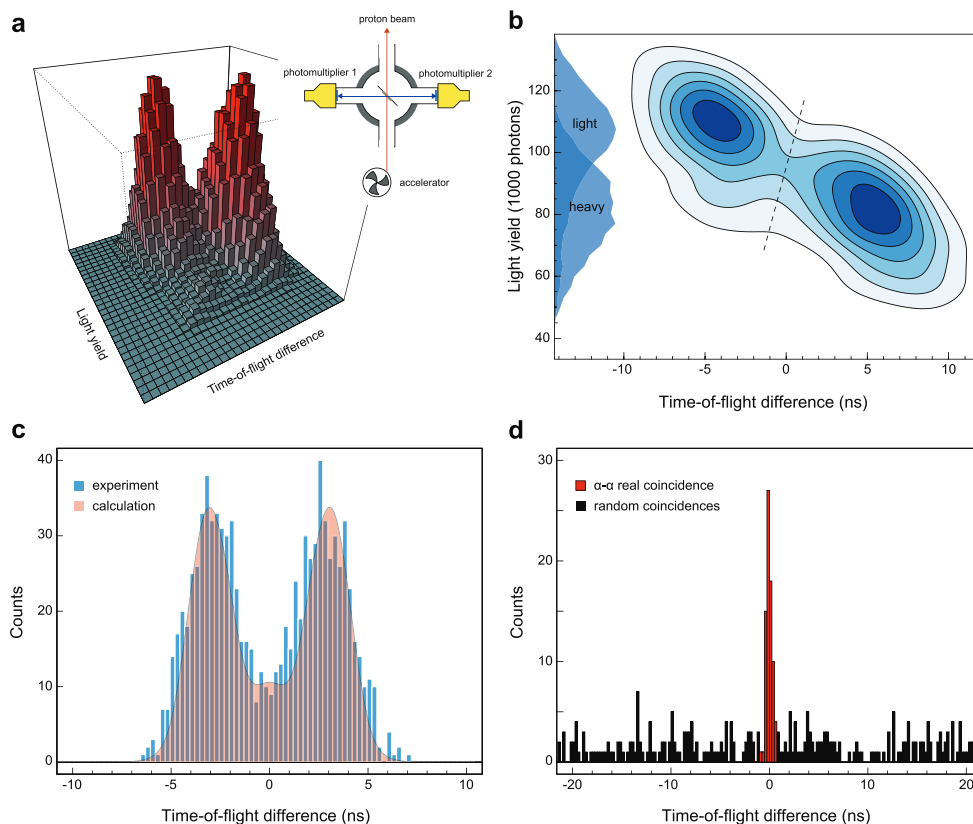 a
proton beam
photomultiplier 1
photomultiplier 2
accelerator
Light yield
Time-of-flight difference
b
Light yield (1000 photons)
120
100
80
60
40
light
heavy
-10
-5
0
5
10
Time-of-flight difference (ns)
c
Counts
40
30
20
10
0
experiment
calculation
-10
-5
0
5
10
Time-of-flight difference (ns)
d
Counts
30
20
10
0
α-α real coincidence
random coincidences
-20
-10
0
10
20
Time-of-flight difference (ns)